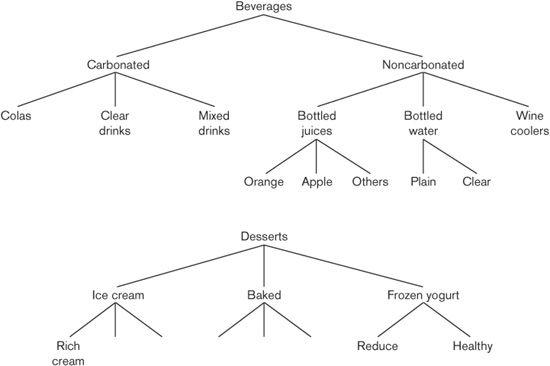 Beverages
Carbonated
Noncarbonated
Colas
Clear
drinks
Mixed
drinks
Bottled
juices
Bottled
water
Wine
coolers
Orange
Apple
Others
Plain
Clear
Desserts
Ice cream
Baked
Frozen yogurt
Rich
cream
Reduce
Healthy